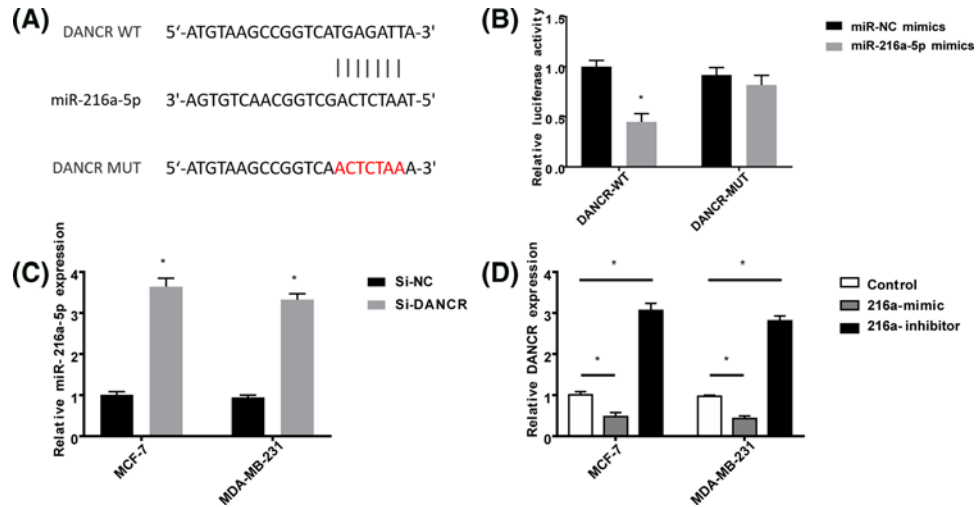 (A)
DANCR WT 5‘-ATGTAAGCCGGTCATGAGATTA-3‘
miR-216a-5p 3'-AGTGTCAACGGTCGACTCTAAT-5‘
DANCR MUT 5‘-ATGTAAGCCGGTCAACTCTAAA-3‘
(B)
Relative luciferase activity
1.5
1.0
0.5
0.0
*
DANCR-WT
DANCR-MUT
miR-NC mimics
miR-216a-5p mimics
(C)
Relative miR-216a-5p expression
4
3
2
1
0
*
*
MCF-7
MDA-MB-231
Si-NC
Si-DANCR
(D)
Relative DANCR expression
4
3
2
1
0
*
*
*
*
MCF-7
MDA-MB-231
Control
216a-mimic
216a-inhibitor